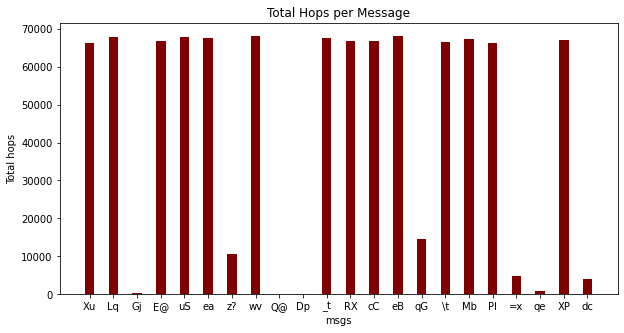 Total Hops per Message
Total hops
70000
60000
50000
40000
30000
20000
10000
0
Xu Lq Gj E@ uS ea z? wv Q@ Dp _t RX cC eB qG \t Mb Pl =x qe XP dc
msgs